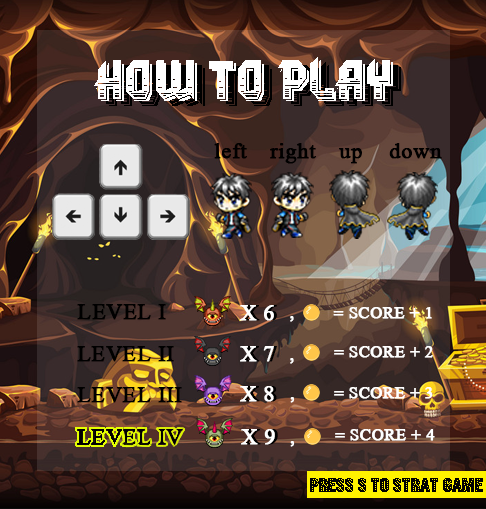 HOW TO PLAY
left right up down
LEVEL I X 6 , = SCORE + 1
LEVEL II X 7 , = SCORE + 2
LEVEL III X 8 , = SCORE + 3
LEVEL IV X 9 , = SCORE + 4
PRESS S TO STRAT GAME